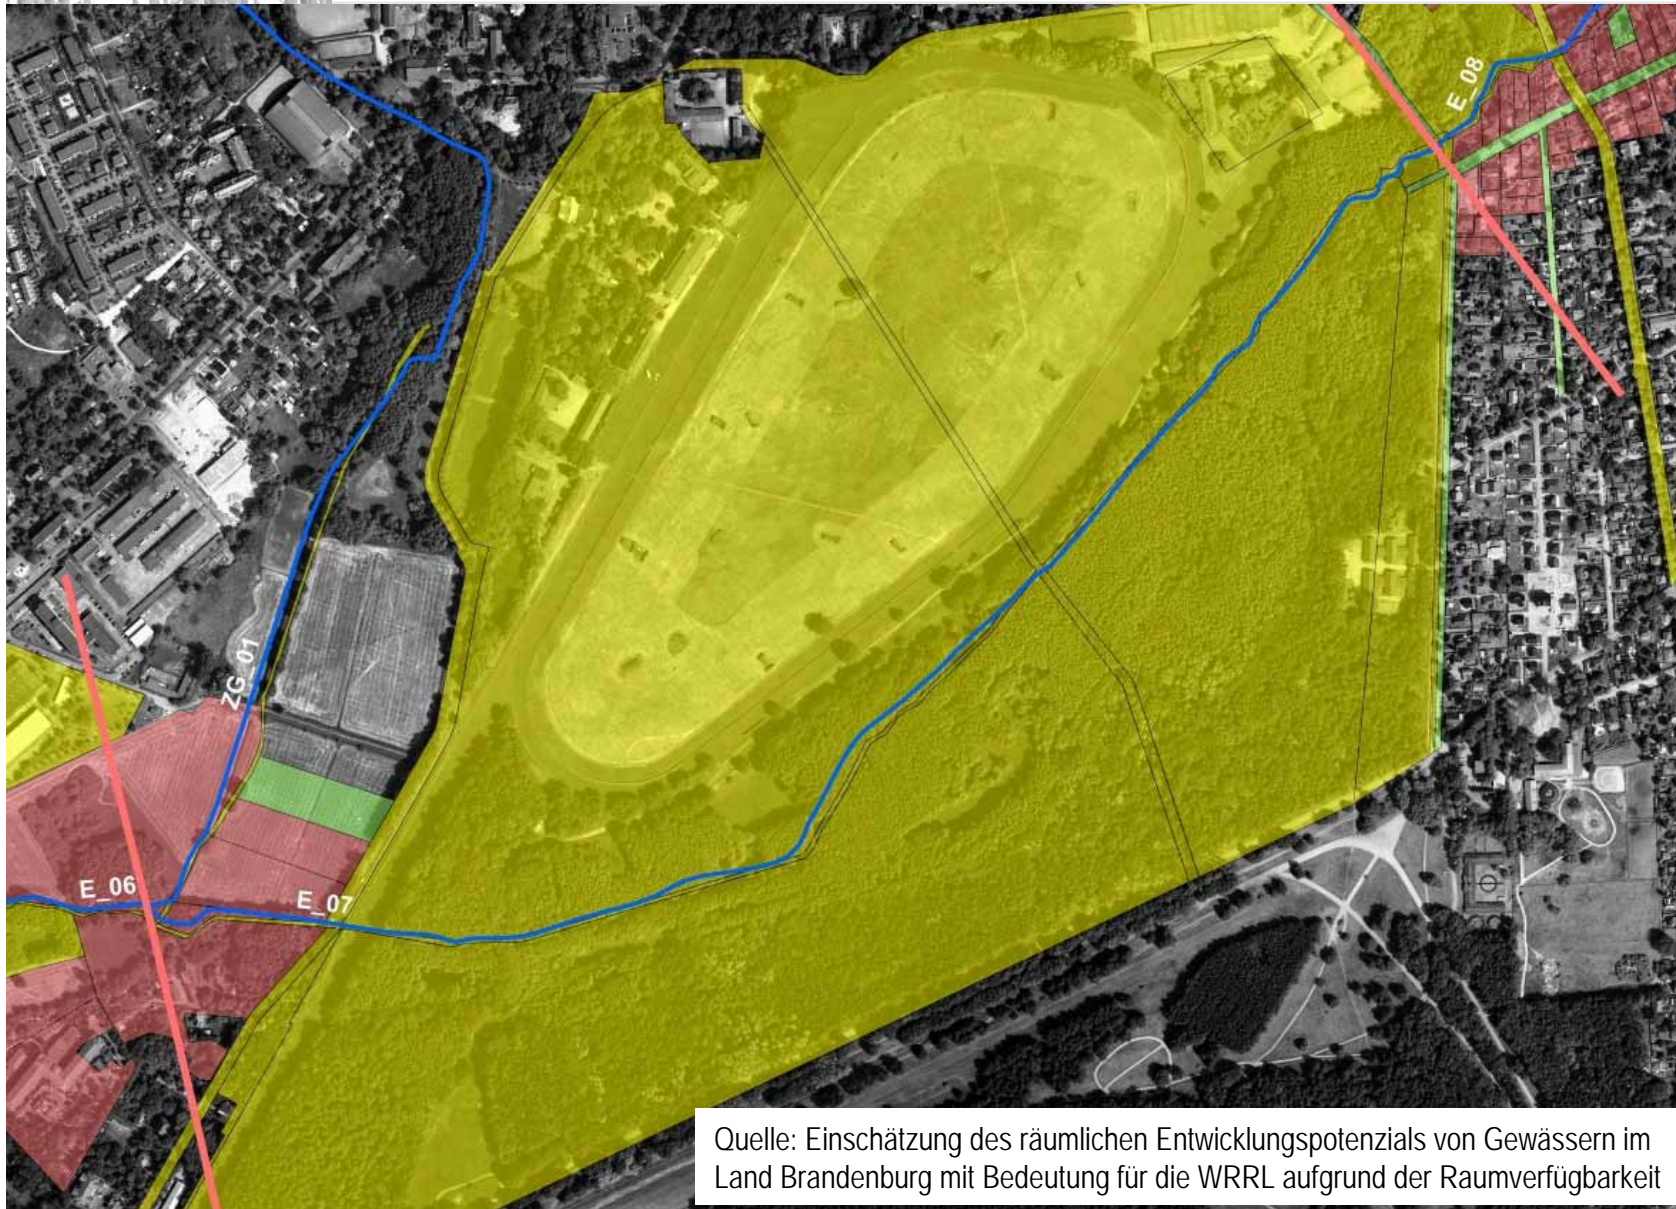 E_08
ZG_01
E_06
E_07
Quelle: Einschätzung des räumlichen Entwicklungspotenzials von Gewässern im
Land Brandenburg mit Bedeutung für die WRRL aufgrund der Raumverfügbarkeit